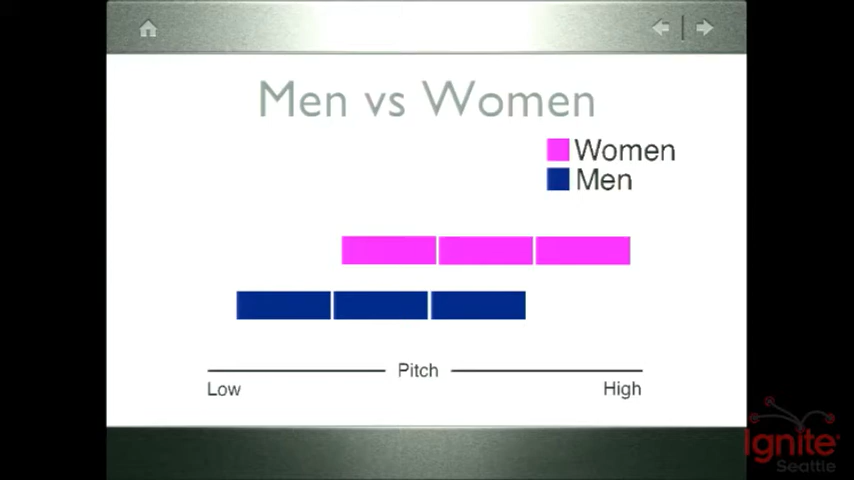 Men vs Women
Women
Men
Pitch
Low
High
Ignite
Seattle